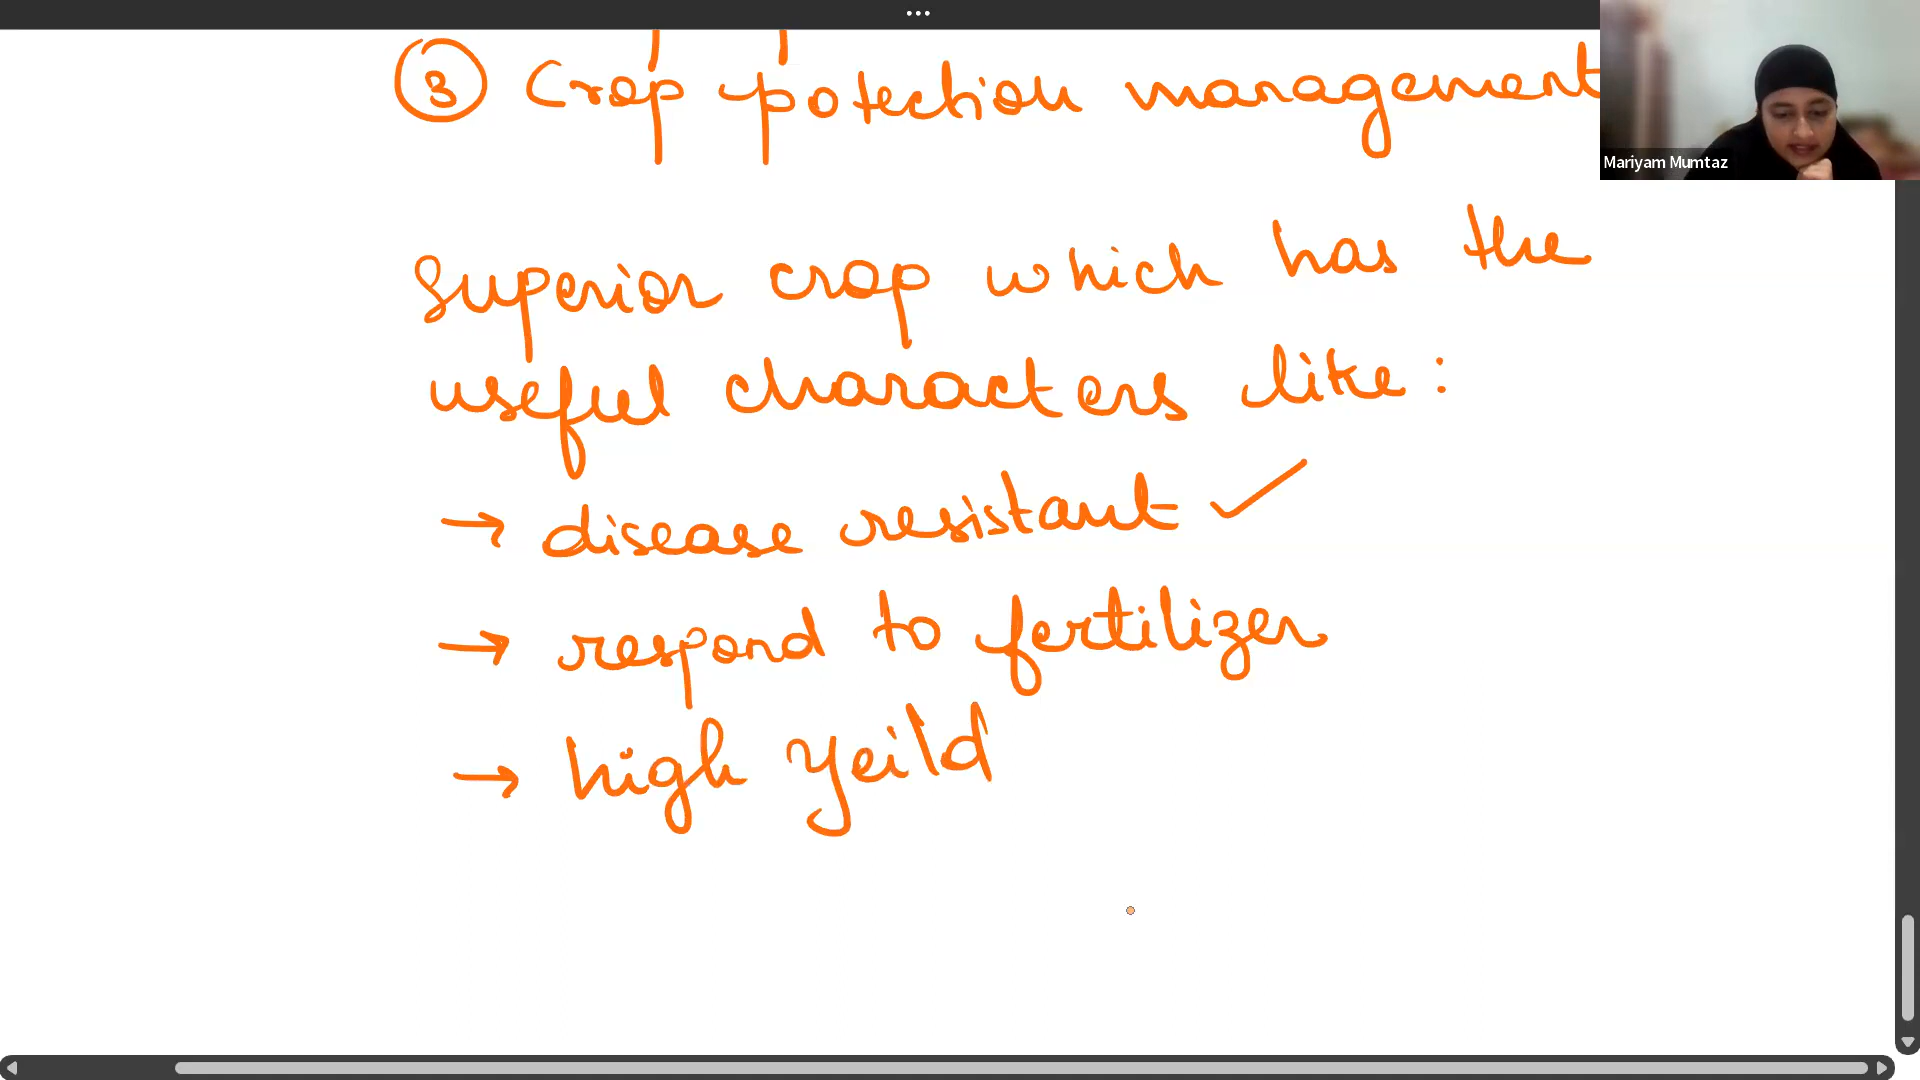 ③ Crop potection management
Mariyam Mumtaz
Superior crop which has the
useful characters like :
→ disease resistant ✓
→ respond to fertilizer
→ high yeild